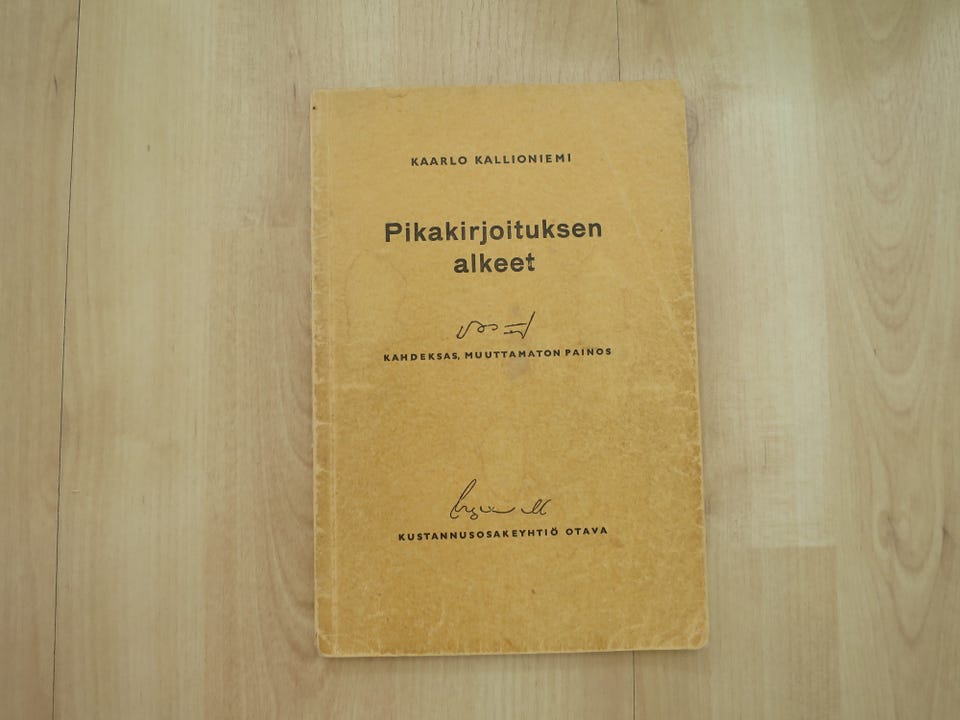 KAARLO KALLIONIEMI
Pikakirjoituksen
alkeet
KAHDEKSAS, MUUTTAMATON PAINOS
KUSTANNUSOSAKEYHTIÖ OTAVA